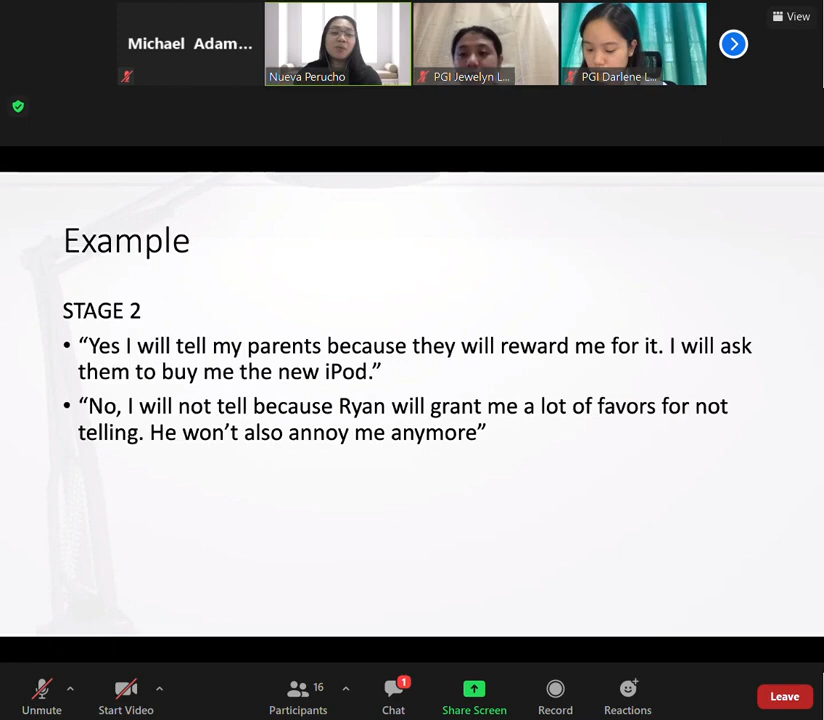 Michael Adam...
View
Nueva Perucho
PGI Jewelyn L...
PGI Darlene L...
Example
STAGE 2
• “Yes I will tell my parents because they will reward me for it. I will ask
them to buy me the new iPod.”
• “No, I will not tell because Ryan will grant me a lot of favors for not
telling. He won’t also annoy me anymore”
16
1
Unmute
Start Video
Participants
Chat
Share Screen
Record
Reactions
Leave